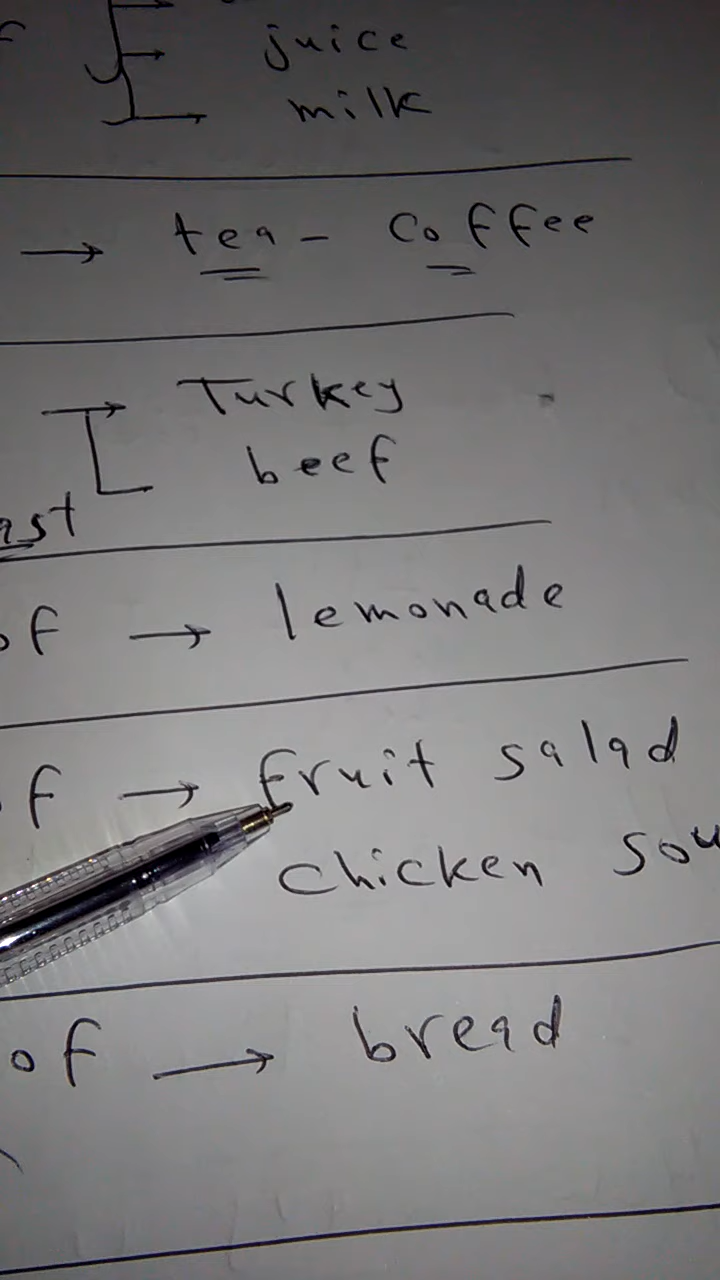 juice
milk
→ tea - coffee
Turkey
beef
of → lemonade
of → fruit salad
chicken
of → bread